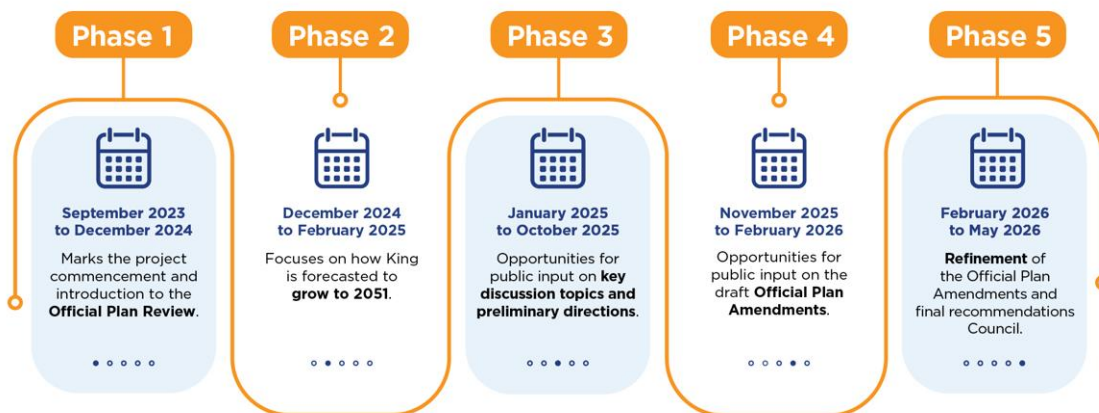 Phase 1
September 2023
to December 2024
Marks the project
commencement and
introduction to the
Official Plan Review.
Phase 2
December 2024
to February 2025
Focuses on how King
is forecasted to
grow to 2051.
Phase 3
January 2025
to October 2025
Opportunities for
public input on key
discussion topics and
preliminary directions.
Phase 4
November 2025
to February 2026
Opportunities for
public input on the
draft Official Plan
Amendments.
Phase 5
February 2026
to May 2026
Refinement of
the Official Plan
Amendments and
final recommendations
Council.